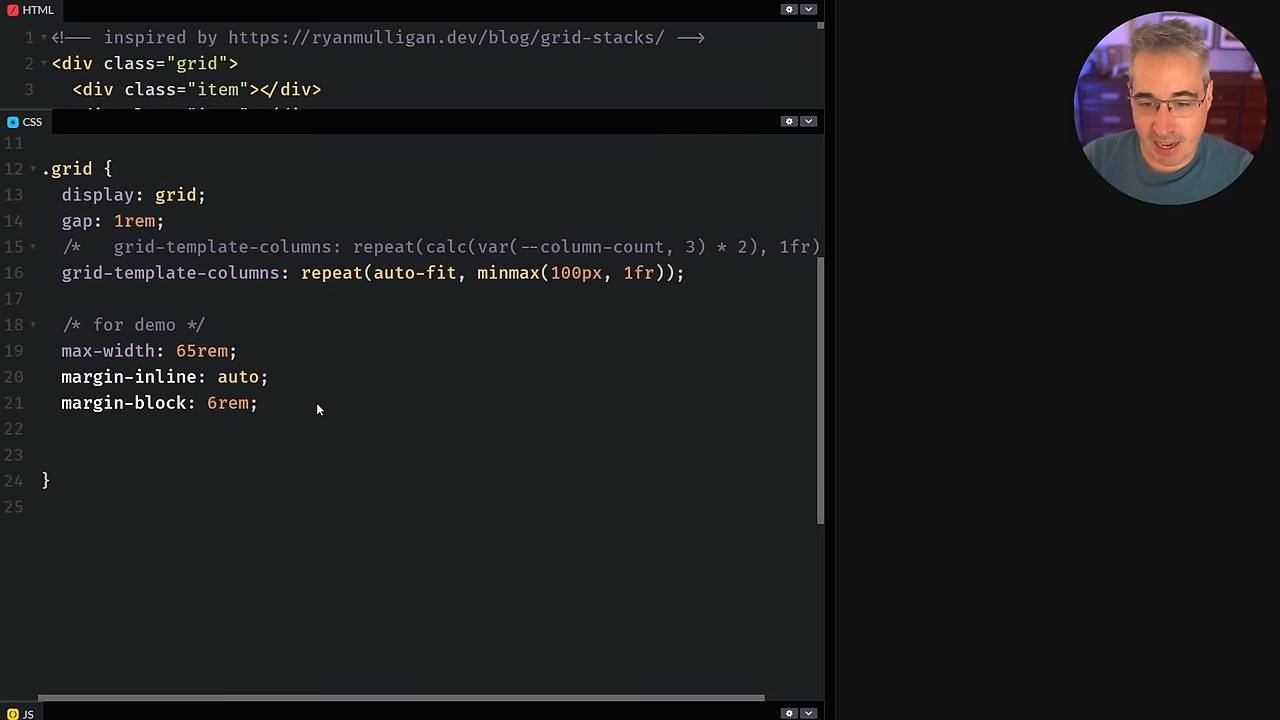 HTML
1 <!-- inspired by https://ryanmulligan.dev/blog/grid-stacks/ -->
2 <div class="grid">
3 <div class="item"></div>
CSS
11
12 .grid {
13 display: grid;
14 gap: 1rem;
15 /* grid-template-columns: repeat(calc(var(--column-count, 3) * 2), 1fr)
16 grid-template-columns: repeat(auto-fit, minmax(100px, 1fr));
17
18 /* for demo */
19 max-width: 65rem;
20 margin-inline: auto;
21 margin-block: 6rem;
22
23
24 }
25
JS